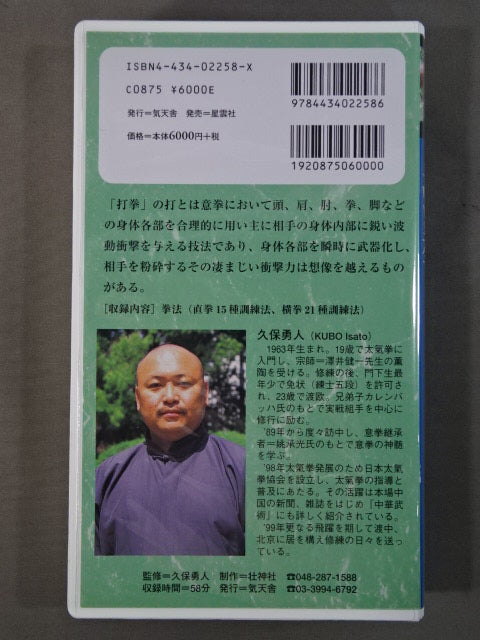 ISBN4-434-02258-X
C0875 ¥6000E
発行=気天舎 発売=星雲社
価格=本体6000円+税
9784434022586
1920875060000
「打拳」の打とは意拳において頭、肩、肘、拳、脚など
の身体各部を合理的に用い主に相手の身体内部に鋭い波
動衝撃を与える技法であり、身体各部を瞬時に武器化し、
相手を粉砕するその凄まじい衝撃力は想像を越えるもの
がある。
[収録内容] 拳法(直拳15種訓練法、横拳21種訓練法)
久保勇人(KUBO Isato)
1963年生まれ。19歳で太氣拳に
入門し、宗師=澤井健一先生の薫
陶を受ける。修練の後、門下生最
年少で免状(練士五段)を許可さ
れ、23歳で渡欧。兄弟子カレンバ
ッハ氏のもとで実戦組手を中心に
修行に励む。
'89年から度々訪中し、意拳継承
者=姚承光氏のもとで意拳の神髄
を学ぶ。
'98年太氣拳発展のため日本太氣
拳協会を設立し、太氣拳の指導と
普及にあたる。その活躍は本場中
国の新聞、雑誌をはじめ「中華武
術」にも詳しく紹介されている。
'99年更なる飛躍を期して渡中、
北京に居を構え修練の日々を送っ
ている。
監修=久保勇人 制作=壮神社 ☎048-287-1588
収録時間=58分 発行=気天舎 ☎03-3994-6792